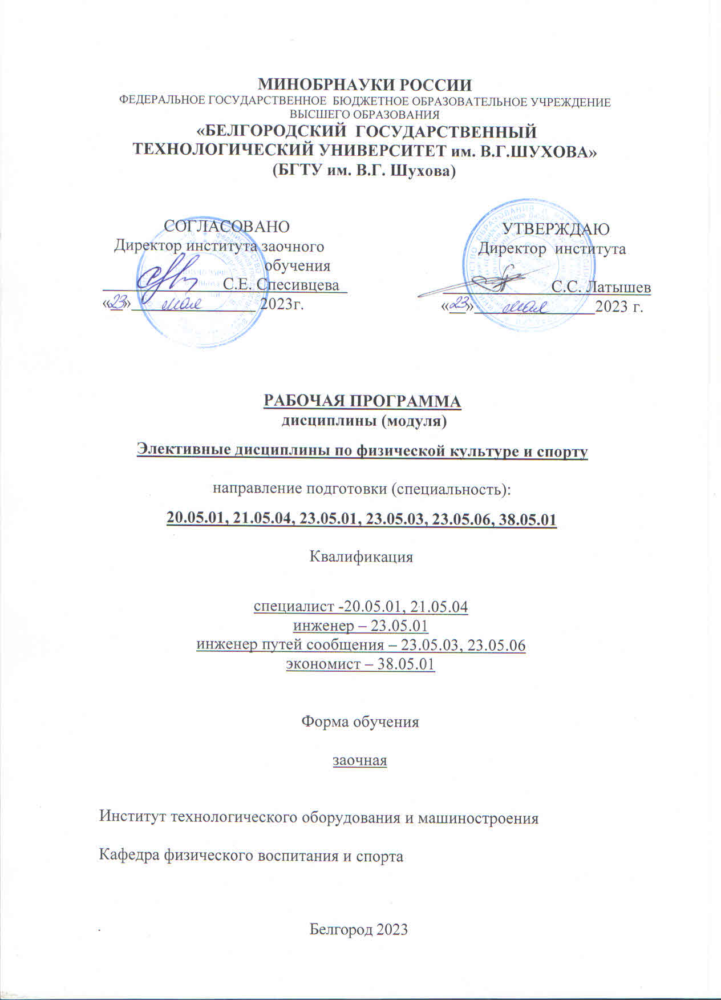 МИНОБРНАУКИ РОССИИ
ФЕДЕРАЛЬНОЕ ГОСУДАРСТВЕННОЕ БЮДЖЕТНОЕ ОБРАЗОВАТЕЛЬНОЕ УЧРЕЖДЕНИЕ
ВЫСШЕГО ОБРАЗОВАНИЯ
«БЕЛГОРОДСКИЙ ГОСУДАРСТВЕННЫЙ
ТЕХНОЛОГИЧЕСКИЙ УНИВЕРСИТЕТ им. В.Г.ШУХОВА»
(БГТУ им. В.Г. Шухова)
СОГЛАСОВАНО
Директор института заочного
обучения
С.Е. Спесивцева
«23» мая 2023г.
УТВЕРЖДАЮ
Директор института
С.С. Латышев
«23» мая 2023 г.
РАБОЧАЯ ПРОГРАММА
дисциплины (модуля)
Элективные дисциплины по физической культуре и спорту
направление подготовки (специальность):
20.05.01, 21.05.04, 23.05.01, 23.05.03, 23.05.06, 38.05.01
Квалификация
специалист -20.05.01, 21.05.04
инженер – 23.05.01
инженер путей сообщения – 23.05.03, 23.05.06
экономист – 38.05.01
Форма обучения
заочная
Институт технологического оборудования и машиностроения
Кафедра физического воспитания и спорта
Белгород 2023